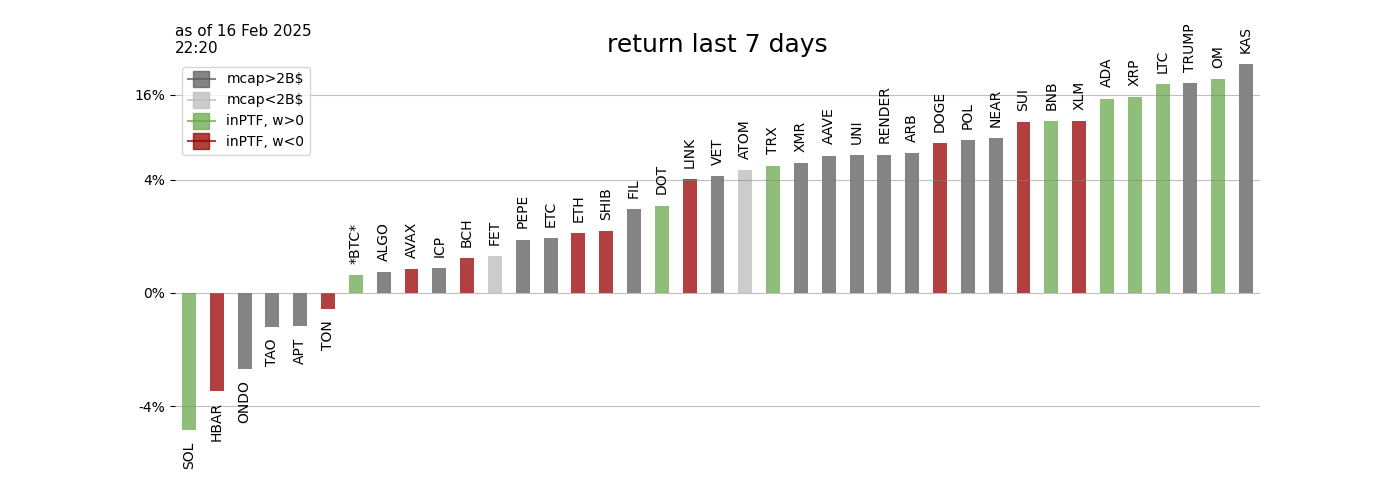 as of 16 Feb 2025
22:20
return last 7 days
mcap>2B$
mcap<2B$
inPTF, w>0
inPTF, w<0
16%
4%
0%
-4%
SOL
HBAR
ONDO
TAO
APT
TON
*BTC*
ALGO
AVAX
ICP
BCH
FET
PEPE
ETC
ETH
SHIB
FIL
DOT
LINK
VET
ATOM
TRX
XMR
AAVE
UNI
RENDER
ARB
DOGE
POL
NEAR
SUI
BNB
XLM
ADA
XRP
LTC
TRUMP
OM
KAS